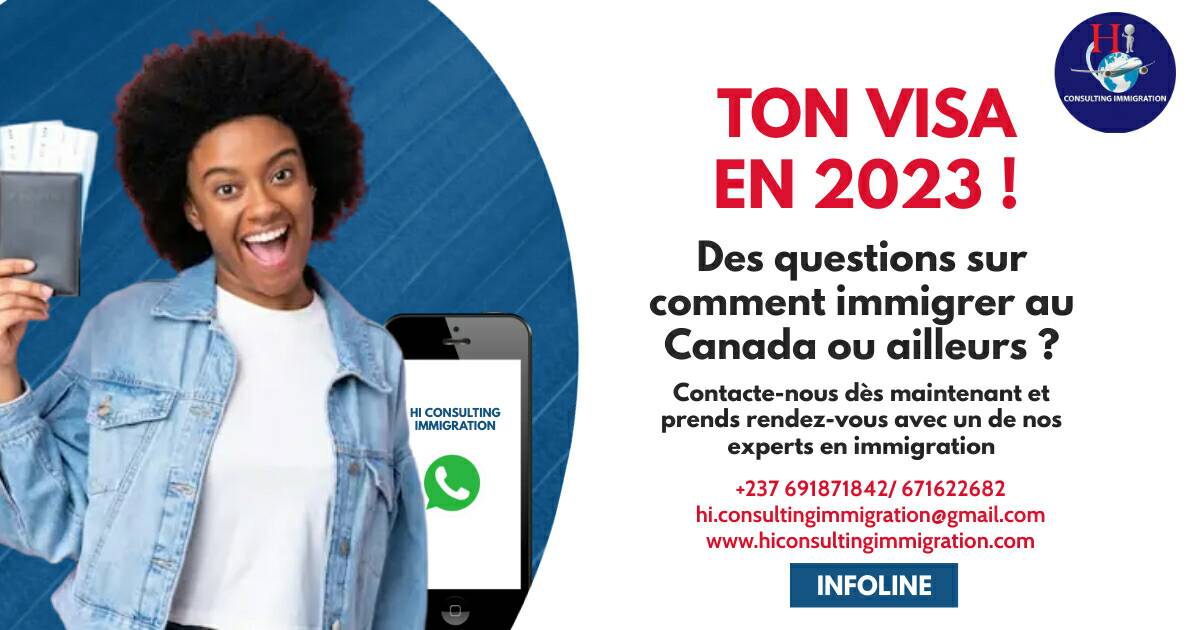 Hi
CONSULTING IMMIGRATION
TON VISA
EN 2023 !
Des questions sur
comment immigrer au
Canada ou ailleurs ?
Contacte-nous dès maintenant et
prends rendez-vous avec un de nos
experts en immigration
+237 691871842/ 671622682
hi.consultingimmigration@gmail.com
www.hiconsultingimmigration.com
INFOLINE
HI CONSULTING
IMMIGRATION